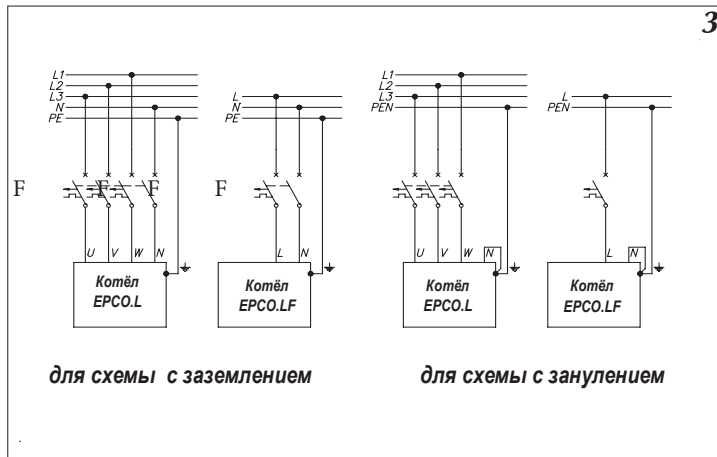 3
L1
L2
L3
N
PE
L
N
PE
L1
L2
L3
PEN
L
PEN
F F F F
U V W N
L N
U V W N
L N
Котёл
EPCO.L
Котёл
EPCO.LF
Котёл
EPCO.L
Котёл
EPCO.LF
для схемы с заземлением
для схемы с занулением